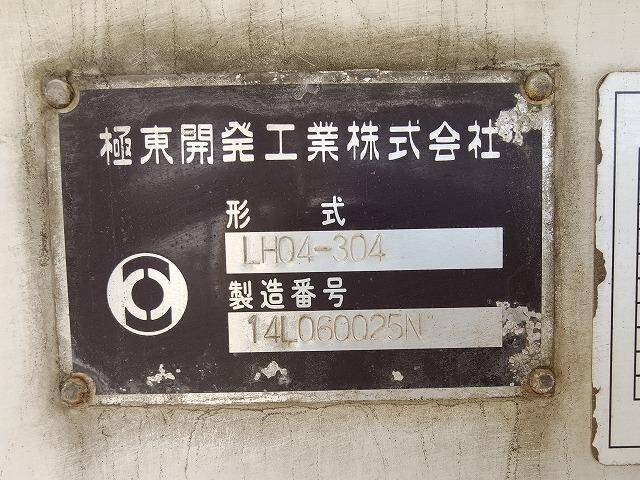 極東開発工業株式会社
形 式
LH04-304
製造番号
14L060025N